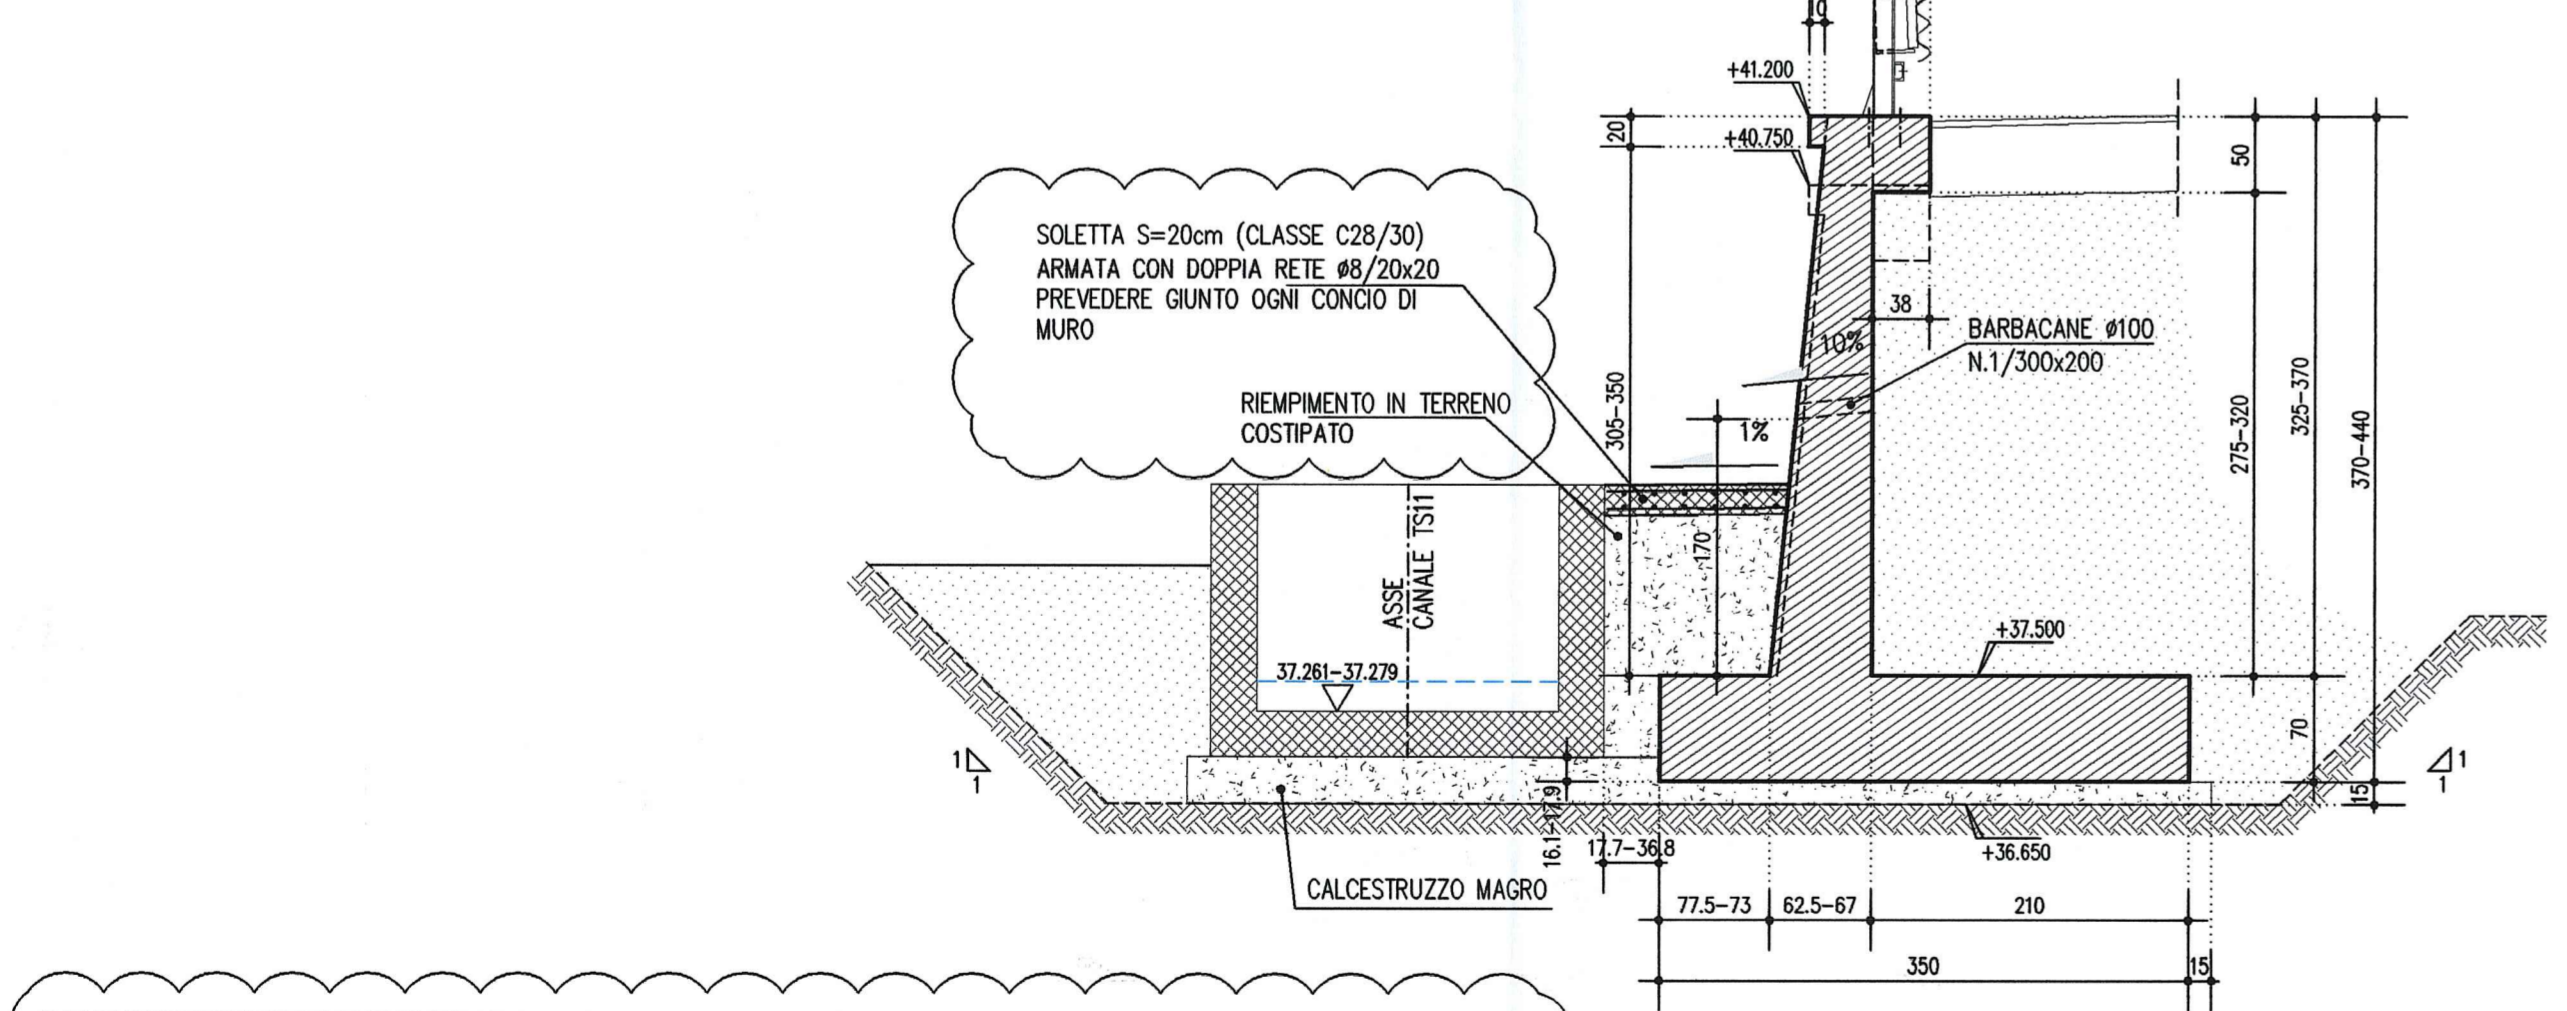 10
+41.200
20
+40.750
50
SOLETTA S=20cm (CLASSE C28/30)
ARMATA CON DOPPIA RETE ø8/20x20
PREVEDERE GIUNTO OGNI CONCIO DI
MURO
38
BARBACANE ø100
N.1/300x200
10%
RIEMPIMENTO IN TERRENO
COSTIPATO
305-350
1%
275-320
325-370
370-440
170
ASSE
CANALE TS11
+37.500
37.261-37.279
70
1
1
1
1
15
16.1-17.9
17.7-36.8
+36.650
CALCESTRUZZO MAGRO
77.5-73
62.5-67
210
350
15